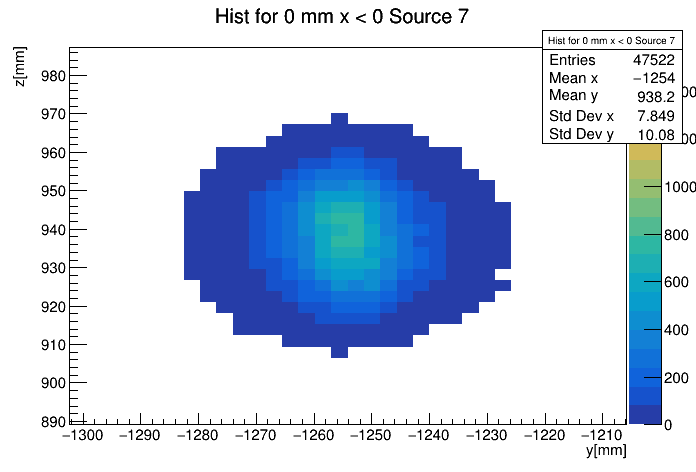 Hist for 0 mm x < 0 Source 7
Hist for 0 mm x < 0 Source 7
Entries 47522
Mean x −1254
Mean y 938.2
Std Dev x 7.849
Std Dev y 10.08
z[mm]
980
970
960
950
940
930
920
910
900
890
−1300 −1290 −1280 −1270 −1260 −1250 −1240 −1230 −1220 −1210
y[mm]
1000
800
600
400
200
0